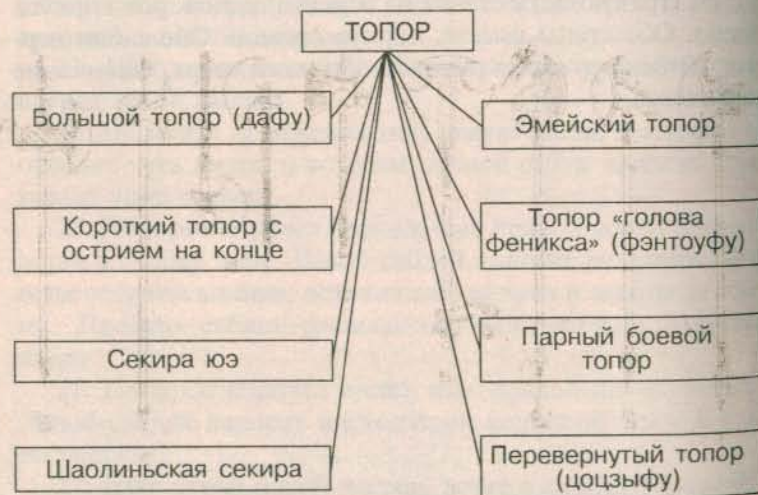 ТОПОР
Большой топор (дафу)
Эмейский топор
Короткий топор с
острием на конце
Топор «голова
феникса» (фэнтоуфу)
Секира юэ
Парный боевой
топор
Шаолиньская секира
Перевернутый топор
(цоцзыфу)